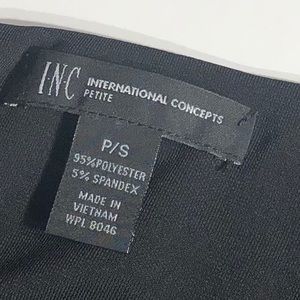 I·N·C INTERNATIONAL CONCEPTS
PETITE
P/S
95%POLYESTER
5% SPANDEX
MADE IN
VIETNAM
WPL 8046